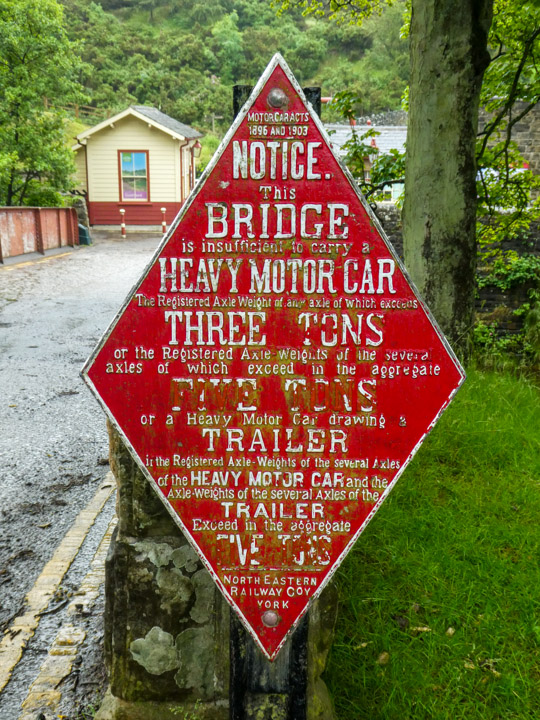 MOTOR CAR ACTS
1896 AND 1903
NOTICE.
This
BRIDGE
is insufficient to carry a
HEAVY MOTOR CAR
The Registered Axle Weight of any axle of which exceeds
THREE TONS
or the Registered Axle Weights of the several
axles of which exceed in the aggregate
FIVE TONS
or a Heavy Motor Car drawing a
TRAILER
if the Registered Axle-Weights of the several Axles
of the HEAVY MOTOR CAR and the
Axle-Weights of the several Axles of the
TRAILER
Exceed in the aggregate
FIVE TONS
NORTH EASTERN
RAILWAY COY
YORK